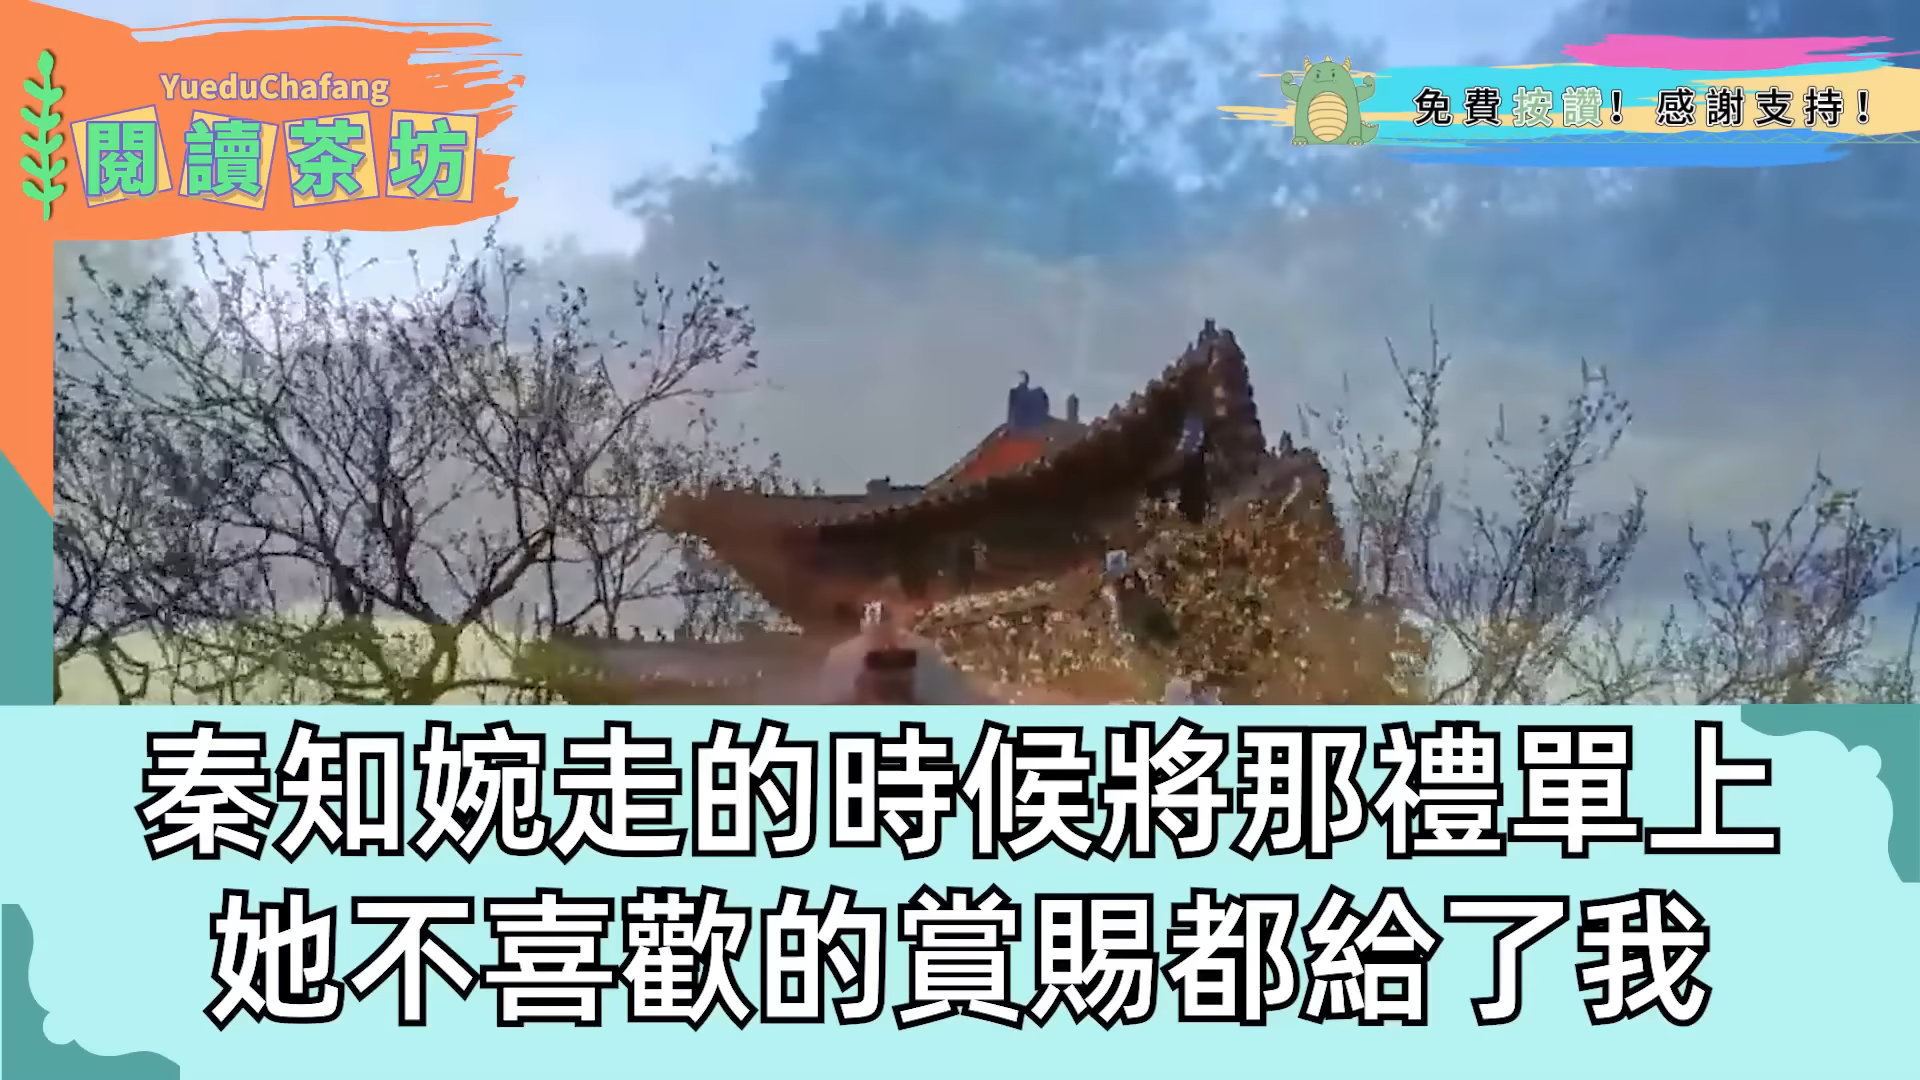 YueduChafang
閱讀茶坊
免費按讚！感謝支持！
秦知婉走的時候將那禮單上
她不喜歡的賞賜都給了我